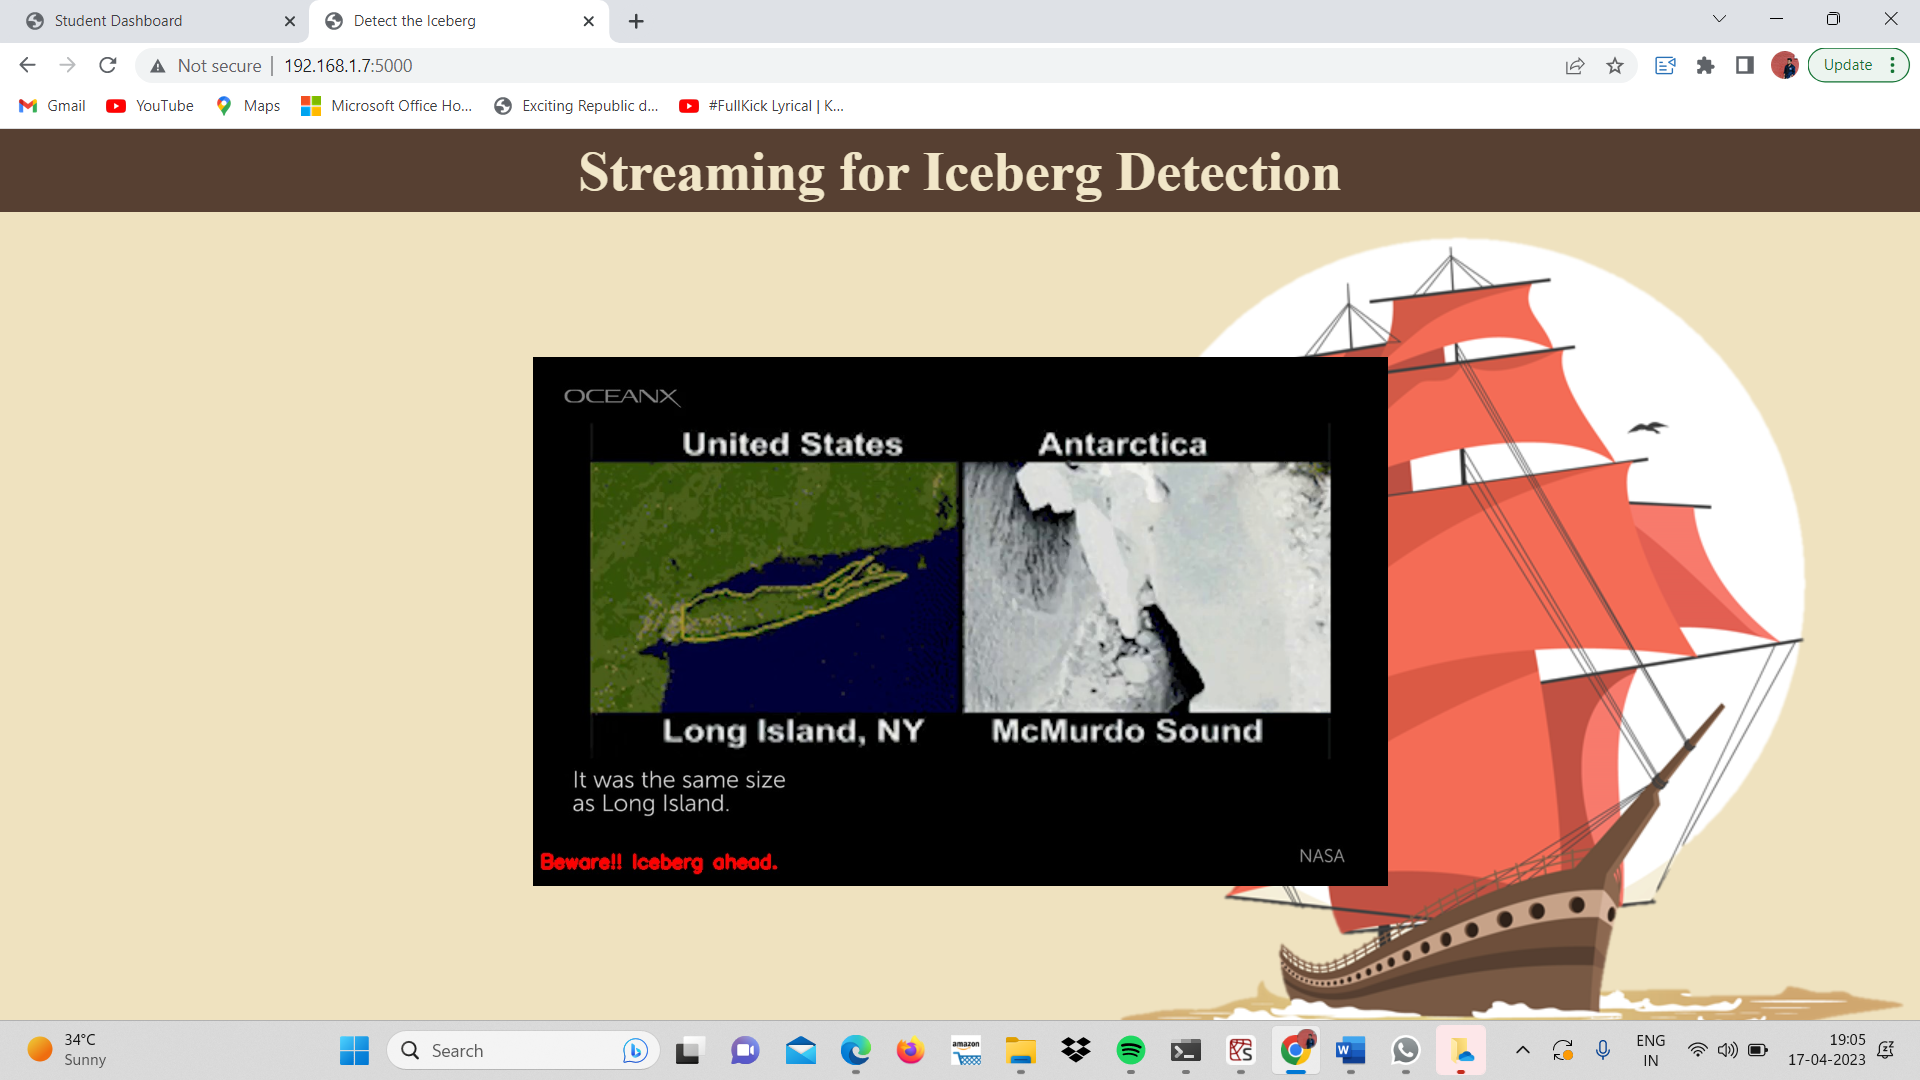 Student Dashboard
Detect the Iceberg
Not secure | 192.168.1.7:5000
Update
Gmail
YouTube
Maps
Microsoft Office Ho...
Exciting Republic d...
#FullKick Lyrical | K...
Streaming for Iceberg Detection
OCEANX
United States
Antarctica
Long Island, NY
McMurdo Sound
It was the same size
as Long Island.
Beware!! Iceberg ahead.
NASA
34°C
Sunny
Search
amazon
ENG
IN
19:05
17-04-2023